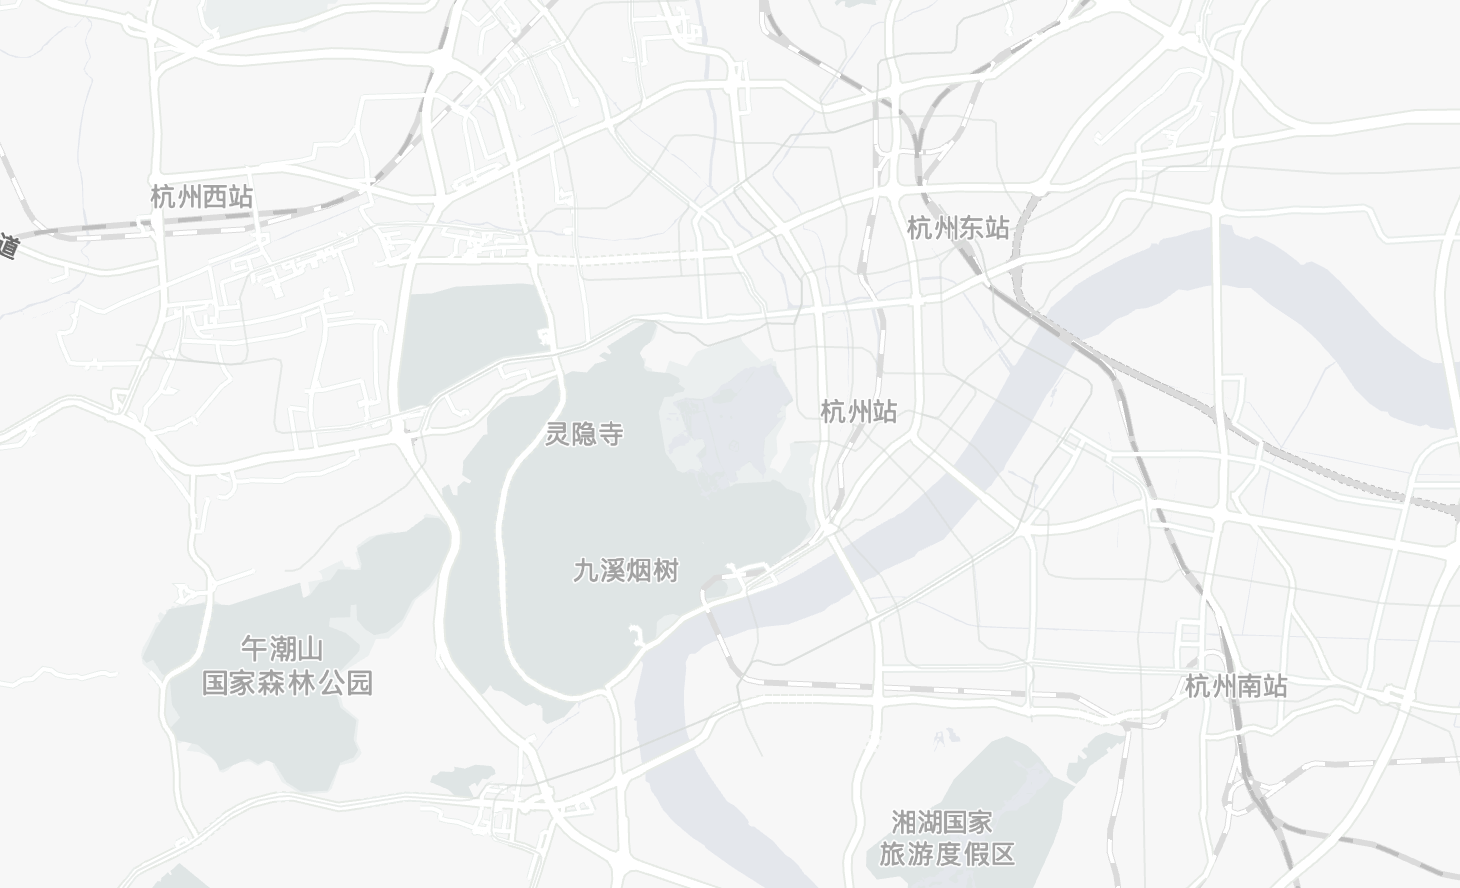 杭州西站
道
杭州东站
杭州站
灵隐寺
九溪烟树
午潮山
国家森林公园
杭州南站
湘湖国家
旅游度假区